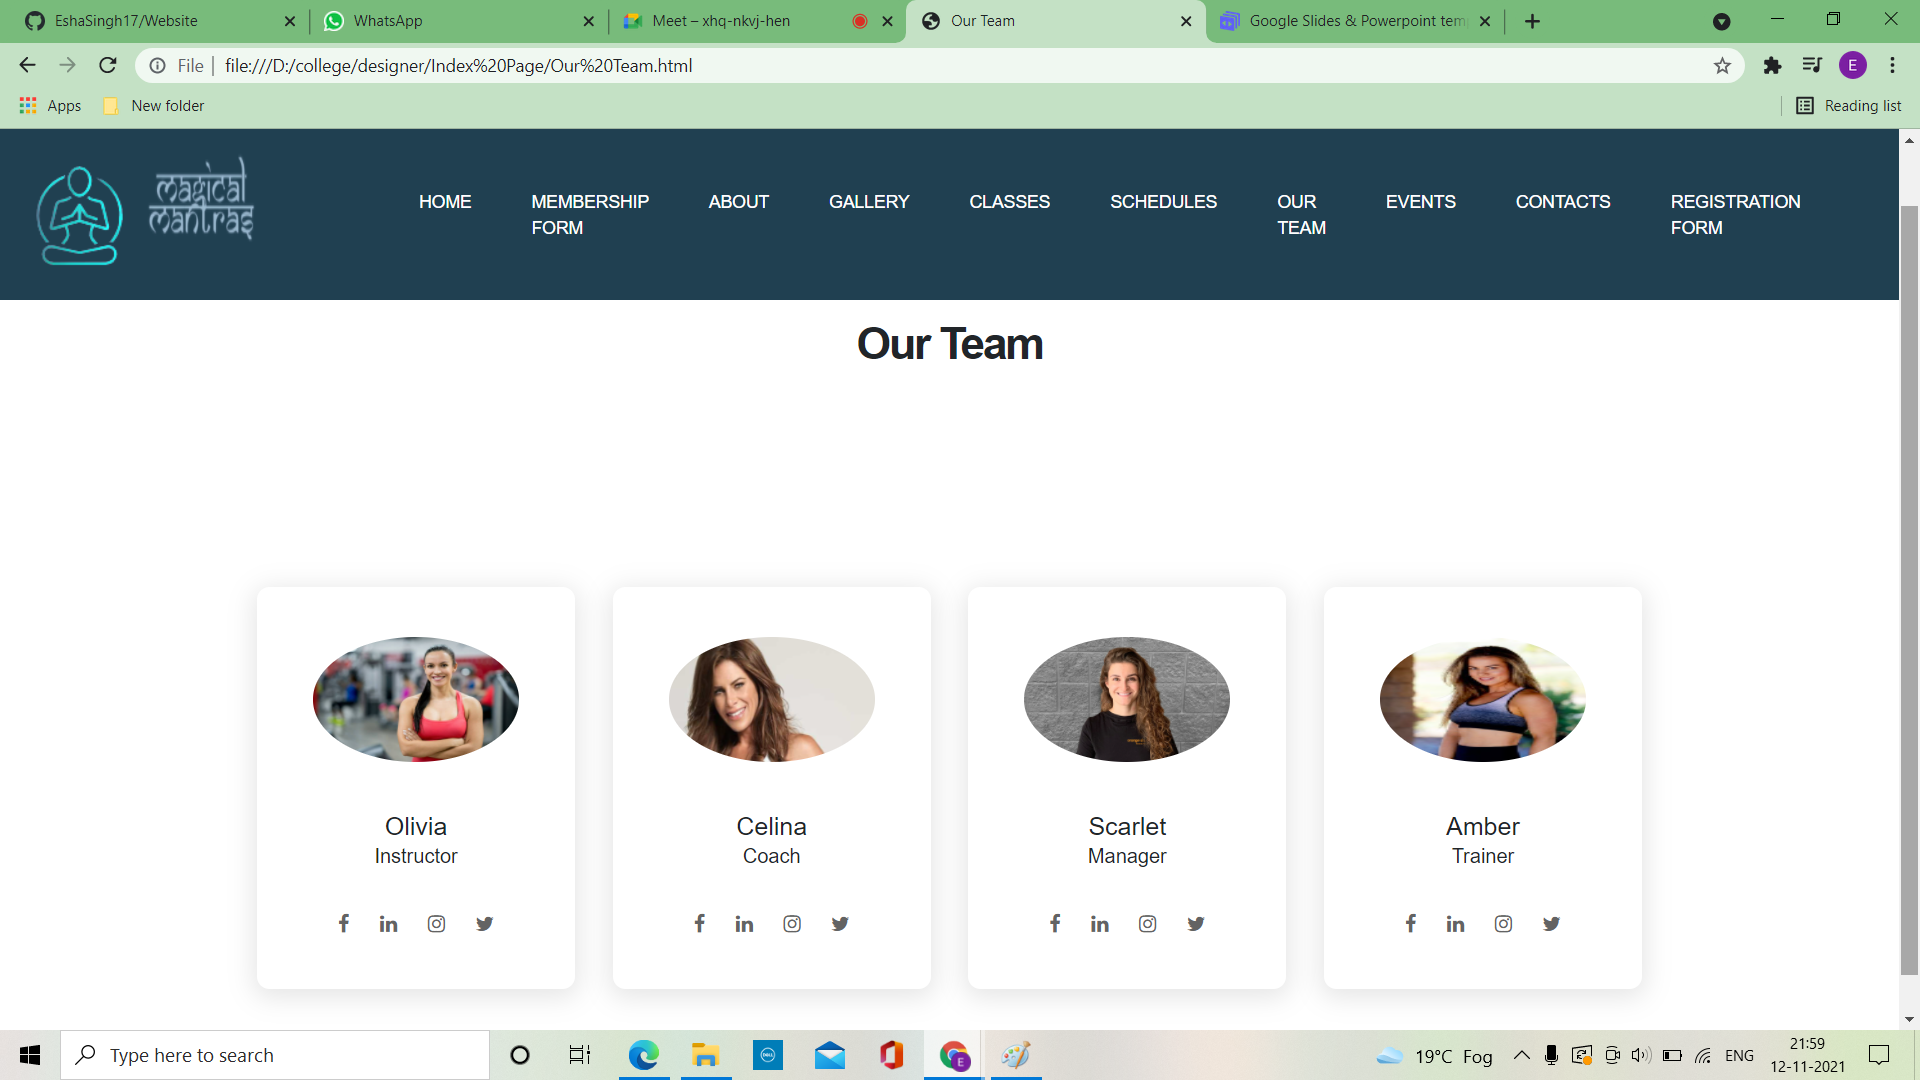 EshaSingh17/Website
WhatsApp
Meet – xhq-nkvj-hen
Our Team
Google Slides & Powerpoint tem
E
File
file:///D:/college/designer/Index%20Page/Our%20Team.html
Apps
New folder
Reading list
magical
mantras
HOME
MEMBERSHIP
FORM
ABOUT
GALLERY
CLASSES
SCHEDULES
OUR
TEAM
EVENTS
CONTACTS
REGISTRATION
FORM
Our Team
Olivia
Instructor
Celina
Coach
Scarlet
Manager
Amber
Trainer
Type here to search
DELL
E
19°C Fog
ENG
21:59
12-11-2021